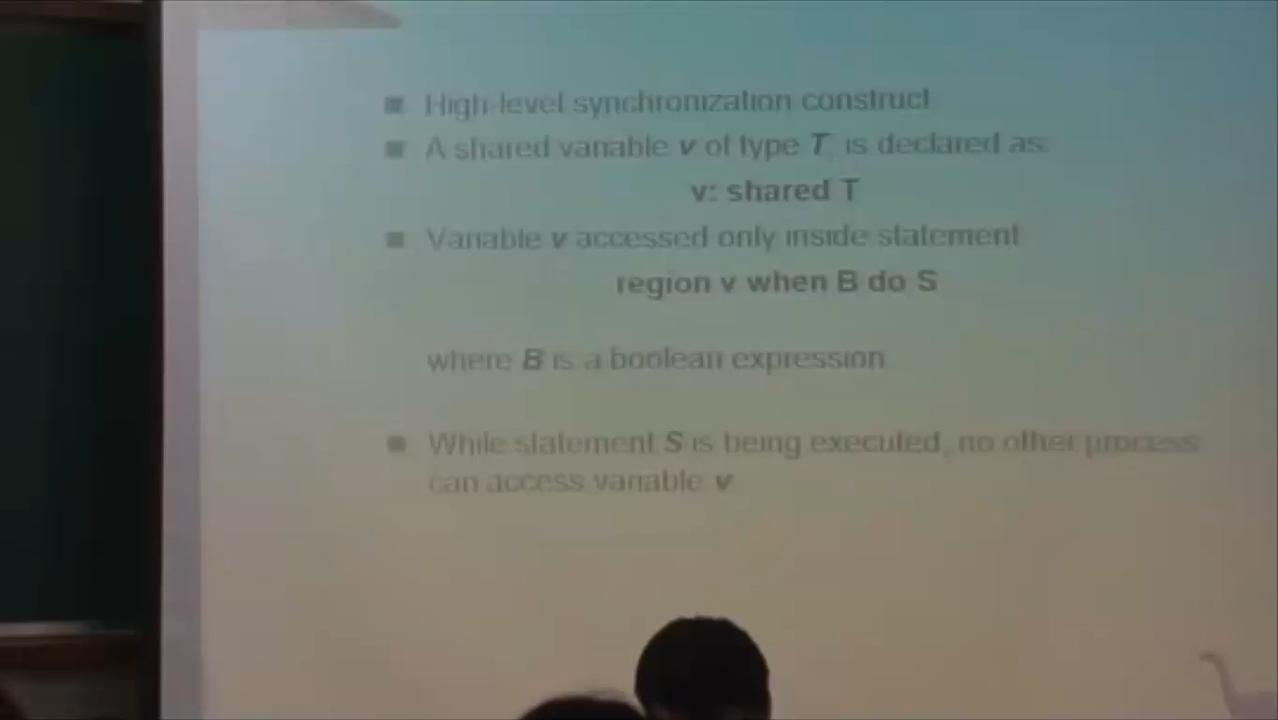 High-level synchronization construct
A shared variable v of type T, is declared as:
v: shared T
Variable v accessed only inside statement
region v when B do S
where B is a boolean expression
While statement S is being executed, no other process
can access variable v